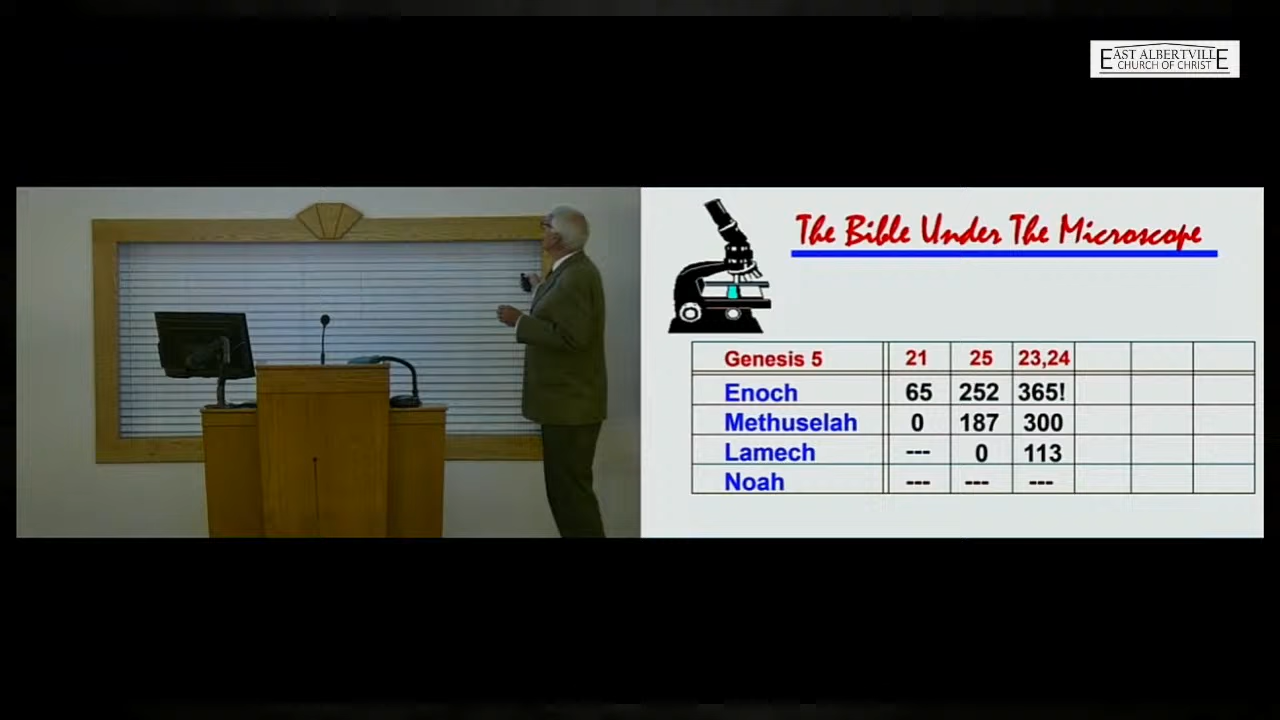 EAST ALBERTVILLE
CHURCH OF CHRIST
The Bible Under The Microscope
Genesis 5 21 25 23,24
Enoch 65 252 365!
Methuselah 0 187 300
Lamech --- 0 113
Noah --- --- ---